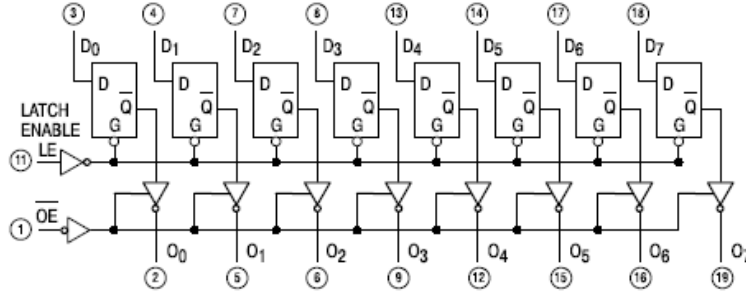 3 4 7 8 13 14 17 18
D0 D1 D2 D3 D4 D5 D6 D7
D D D D D D D D
Q̅ Q̅ Q̅ Q̅ Q̅ Q̅ Q̅ Q̅
G G G G G G G G
LATCH
ENABLE
11 LE
1 O̅E̅
O0 O1 O2 O3 O4 O5 O6 O7
2 5 6 9 12 15 16 19